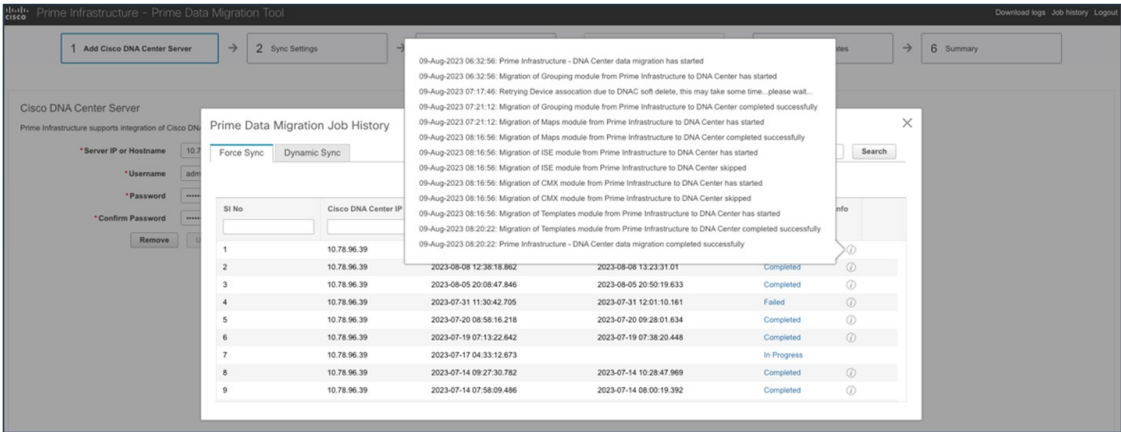 cisco Prime Infrastructure - Prime Data Migration Tool
Download logs Job history Logout
1 Add Cisco DNA Center Server
2 Sync Settings
6 Summary
09-Aug-2023 06:32:56: Prime Infrastructure - DNA Center data migration has started
09-Aug-2023 06:32:56: Migration of Grouping module from Prime Infrastructure to DNA Center has started
09-Aug-2023 07:17:46: Retrying Device assocation due to DNAC soft delete, this may take some time...please wait...
09-Aug-2023 07:21:12: Migration of Grouping module from Prime Infrastructure to DNA Center completed successfully
09-Aug-2023 07:21:12: Migration of Maps module from Prime Infrastructure to DNA Center has started
09-Aug-2023 08:16:56: Migration of Maps module from Prime Infrastructure to DNA Center completed successfully
09-Aug-2023 08:16:56: Migration of ISE module from Prime Infrastructure to DNA Center has started
09-Aug-2023 08:16:56: Migration of ISE module from Prime Infrastructure to DNA Center skipped
09-Aug-2023 08:16:56: Migration of CMX module from Prime Infrastructure to DNA Center has started
09-Aug-2023 08:16:56: Migration of CMX module from Prime Infrastructure to DNA Center skipped
09-Aug-2023 08:16:56: Migration of Templates module from Prime Infrastructure to DNA Center has started
09-Aug-2023 08:20:22: Migration of Templates module from Prime Infrastructure to DNA Center completed successfully
09-Aug-2023 08:20:22: Prime Infrastructure - DNA Center data migration completed successfully
Cisco DNA Center Server
Prime Infrastructure supports integration of Cisco
*Server IP or Hostname
*Username
*Password
*Confirm Password
Remove
Prime Data Migration Job History
Force Sync Dynamic Sync
Search
SI No Cisco DNA Center IP
1 10.78.96.39
2 10.78.96.39 2023-08-08 12:38:18.862 2023-08-08 13:23:31.01 Completed
3 10.78.96.39 2023-08-05 20:08:47.846 2023-08-05 20:50:19.633 Completed
4 10.78.96.39 2023-07-31 11:30:42.705 2023-07-31 12:01:10.161 Failed
5 10.78.96.39 2023-07-20 08:58:16.218 2023-07-20 09:28:01.634 Completed
6 10.78.96.39 2023-07-19 07:13:22.642 2023-07-19 07:38:20.448 Completed
7 10.78.96.39 2023-07-17 04:33:12.673 In Progress
8 10.78.96.39 2023-07-14 09:27:30.782 2023-07-14 10:28:47.969 Completed
9 10.78.96.39 2023-07-14 07:58:09.486 2023-07-14 08:00:19.392 Completed